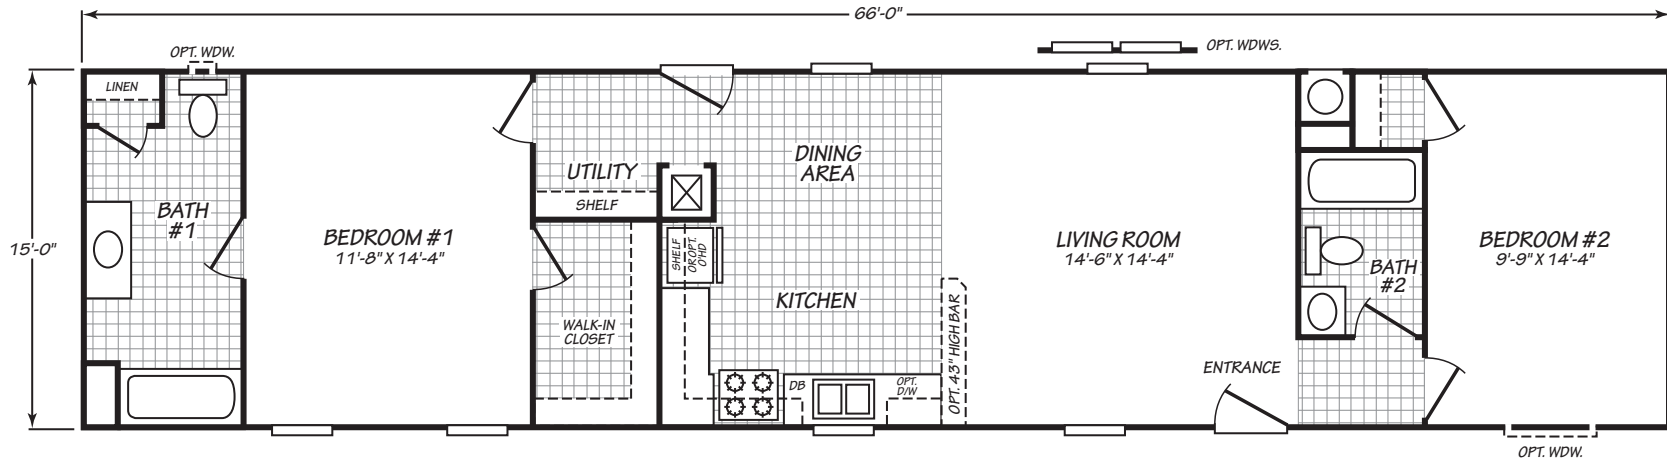 66'-0"
OPT. WDW.
OPT. WDWS.
LINEN
15'-0"
BATH
#1
BEDROOM #1
11'-8" X 14'-4"
UTILITY
SHELF
WALK-IN
CLOSET
DINING
AREA
SHELF
OR OPT.
O'HD
KITCHEN
DB
OPT.
D/W
OPT. 43" HIGH BAR
LIVING ROOM
14'-6" X 14'-4"
ENTRANCE
BATH
#2
BEDROOM #2
9'-9" X 14'-4"
OPT. WDW.